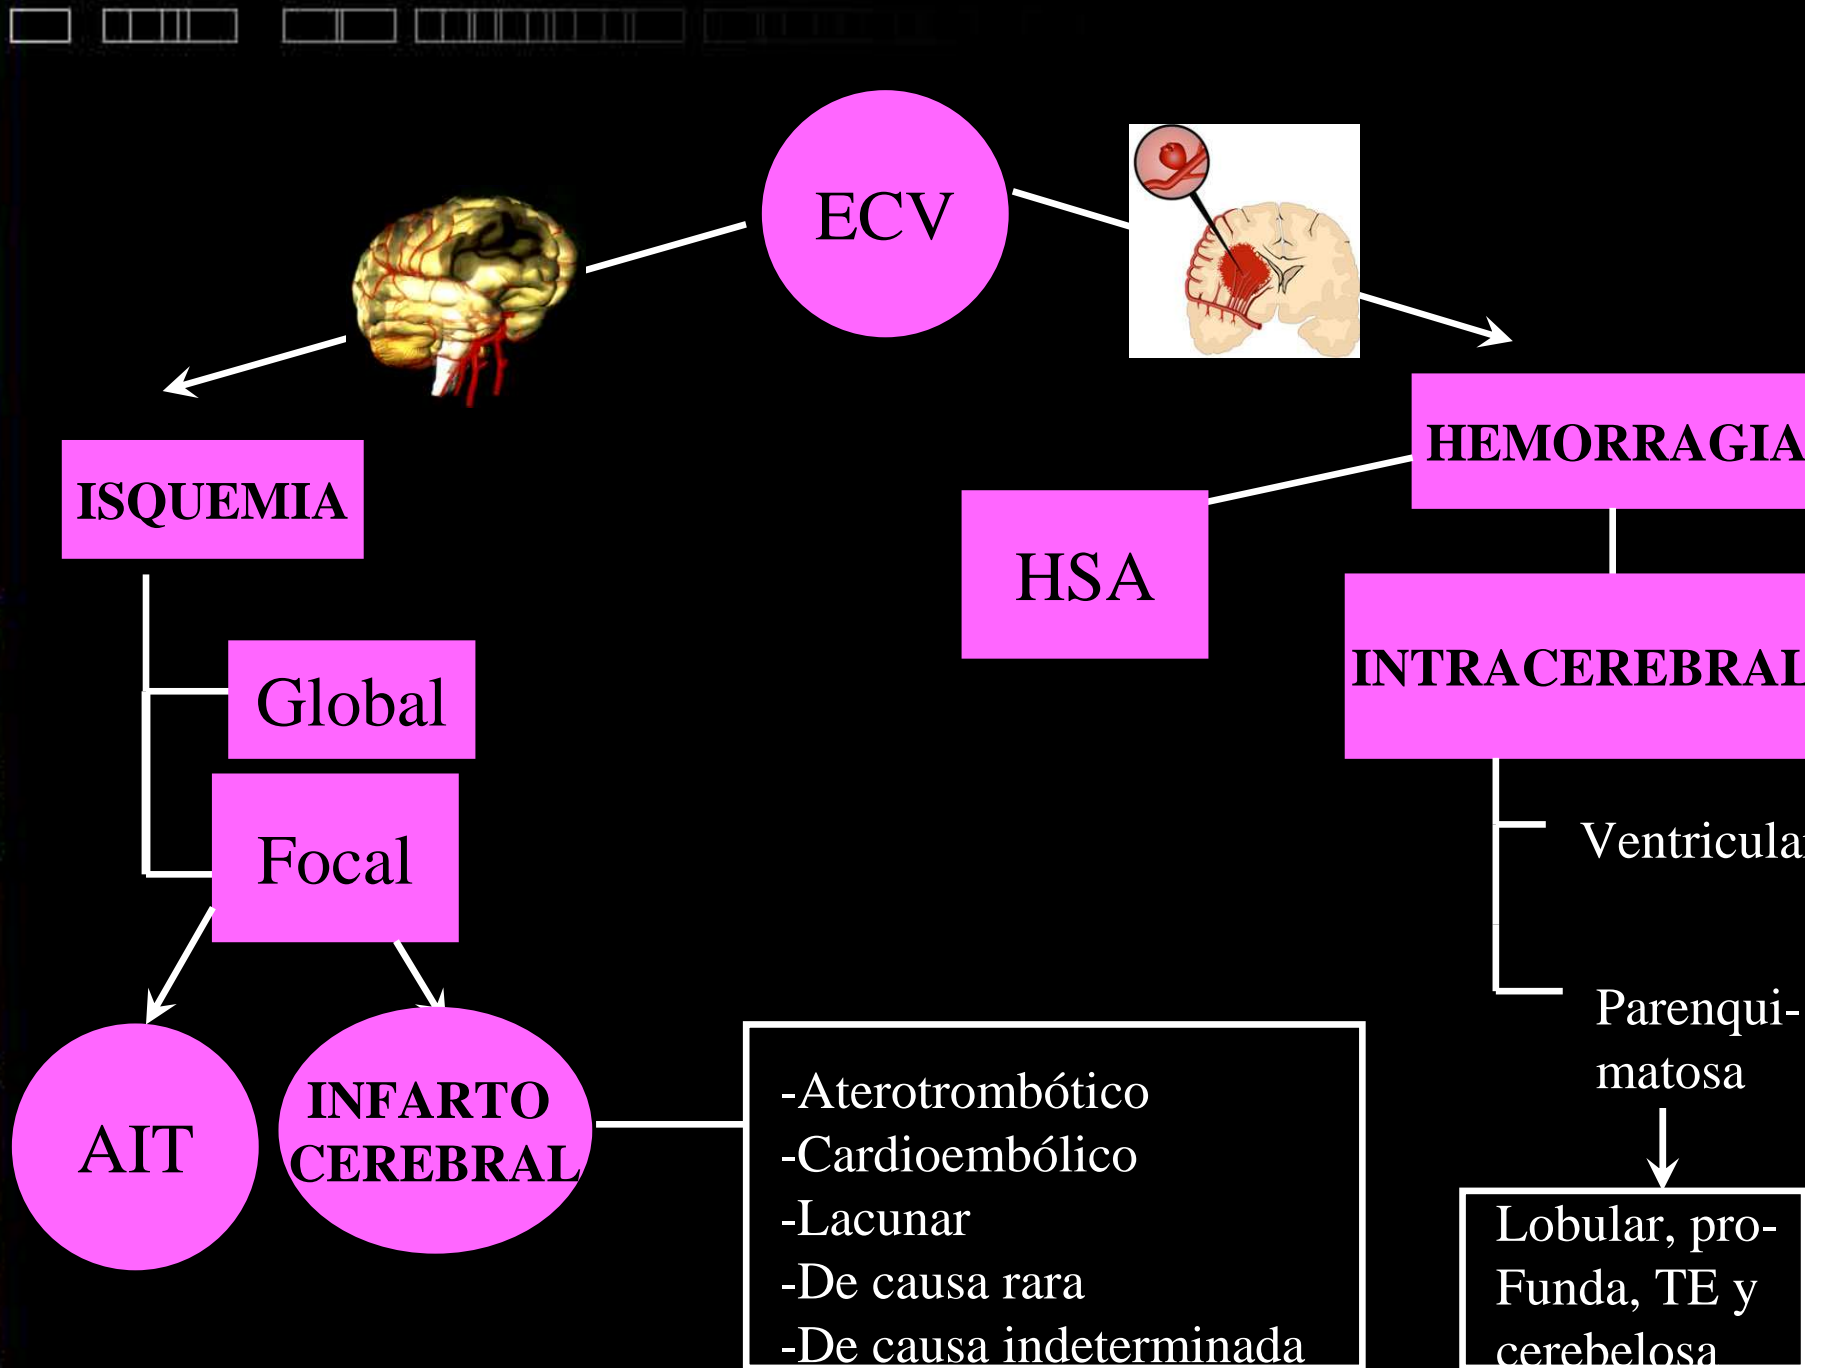 ECV
ISQUEMIA
HEMORRAGIA
HSA
INTRACEREBRAL
Global
Focal
Ventricular
Parenqui-
matosa
AIT
INFARTO
CEREBRAL
-Aterotrombótico
-Cardioembólico
-Lacunar
-De causa rara
-De causa indeterminada
Lobular, pro-
Funda, TE y
cerebelosa